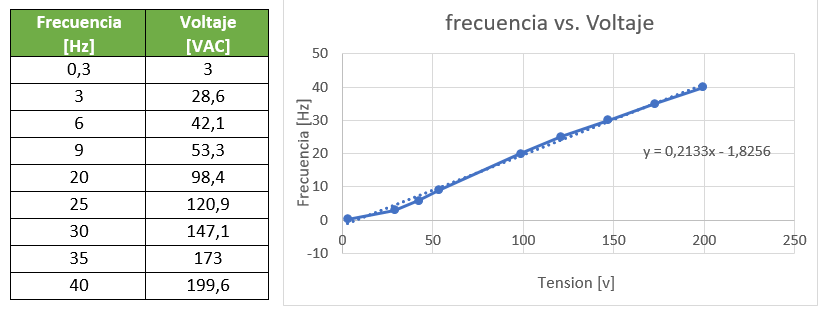 Frecuencia [Hz] Voltaje [VAC]
0,3 3
3 28,6
6 42,1
9 53,3
20 98,4
25 120,9
30 147,1
35 173
40 199,6
frecuencia vs. Voltaje
Frecuencia [Hz]
50
40
30
20
10
0
-10
y = 0,2133x - 1,8256
0 50 100 150 200 250
Tension [v]